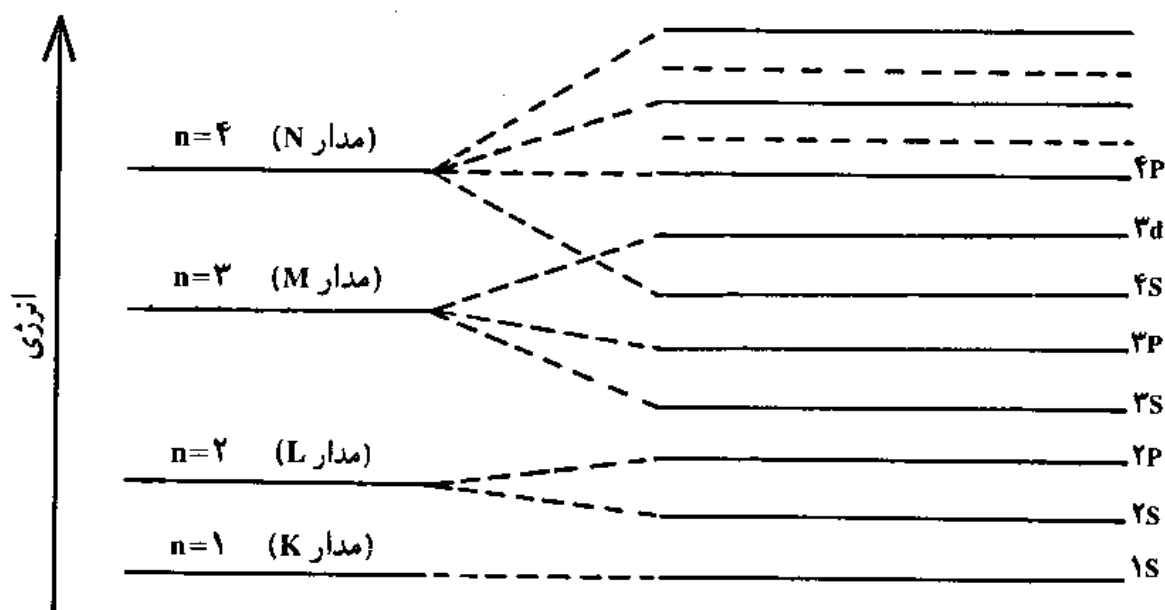 n=۴ (مدار N)
۴P
۳d
n=۳ (مدار M)
۴S
انرژی
۳P
۳S
n=۲ (مدار L)
۲P
۲S
n=۱ (مدار K)
۱S